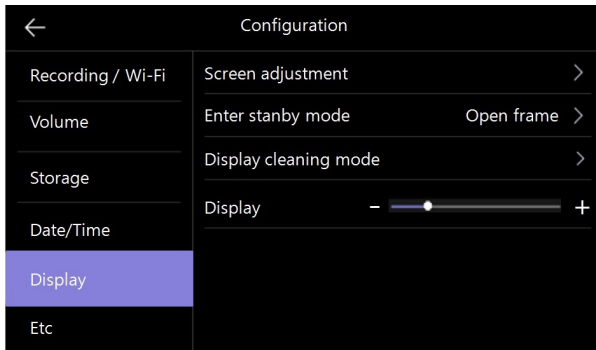 Configuration
Recording / Wi-Fi
Volume
Storage
Date/Time
Display
Etc
Screen adjustment
Enter stanby mode Open frame
Display cleaning mode
Display - +